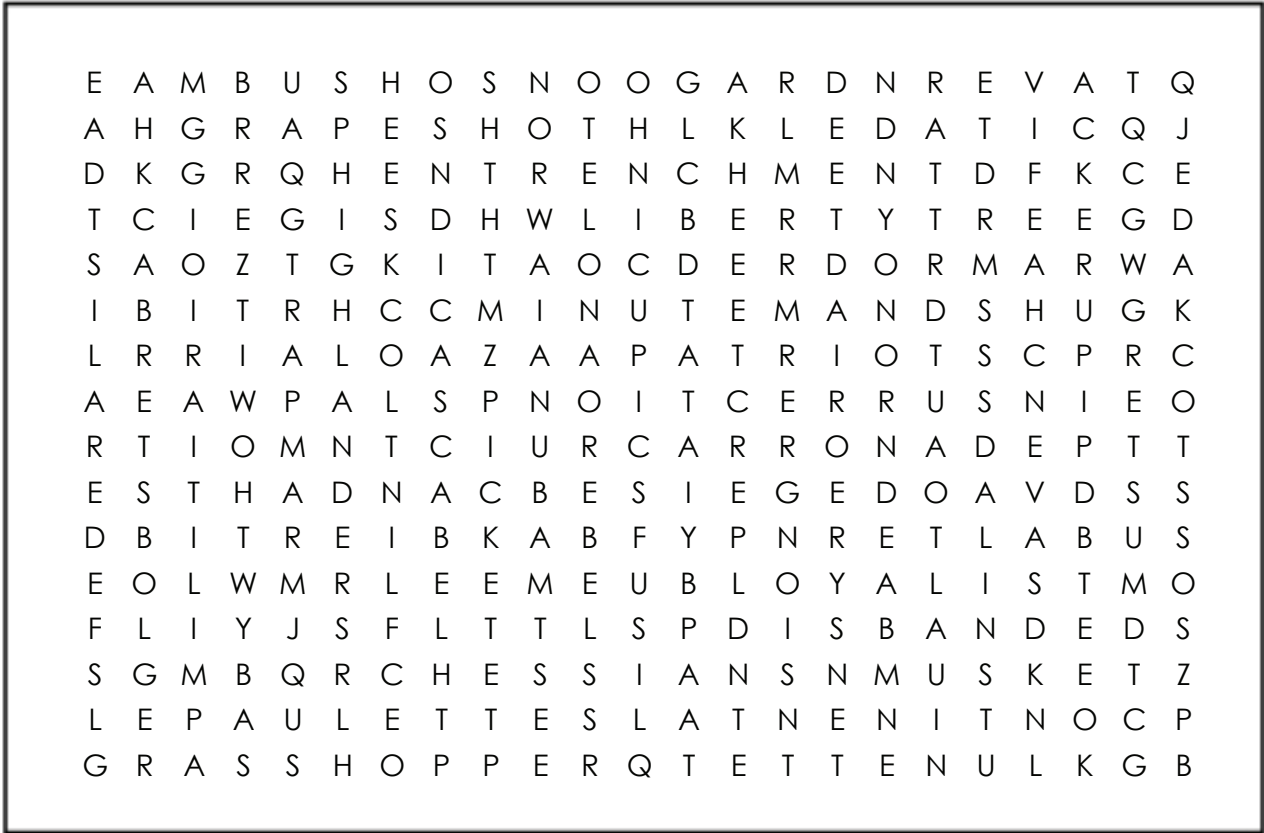 E A M B U S H O S N O O G A R D N R E V A T Q
A H G R A P E S H O T H L K L E D A T I C Q J
D K G R Q H E N T R E N C H M E N T D F K C E
T C I E G I S D H W L I B E R T Y T R E E G D
S A O Z T G K I T A O C D E R D O R M A R W A
I B I T R H C C M I N U T E M A N D S H U G K
L R R I A L O A Z A A P A T R I O T S C P R C
A E A W P A L S P N O I T C E R R U S N I E O
R T I O M N T C I U R C A R R O N A D E P T T
E S T H A D N A C B E S I E G E D O A V D S S
D B I T R E I B K A B F Y P N R E T L A B U S
E O L W M R L E E M E U B L O Y A L I S T M O
F L I Y J S F L T T L S P D I S B A N D E D S
S G M B Q R C H E S S I A N S N M U S K E T Z
L E P A U L E T T E S L A T N E N I T N O C P
G R A S S H O P P E R Q T E T T E N U L K G B